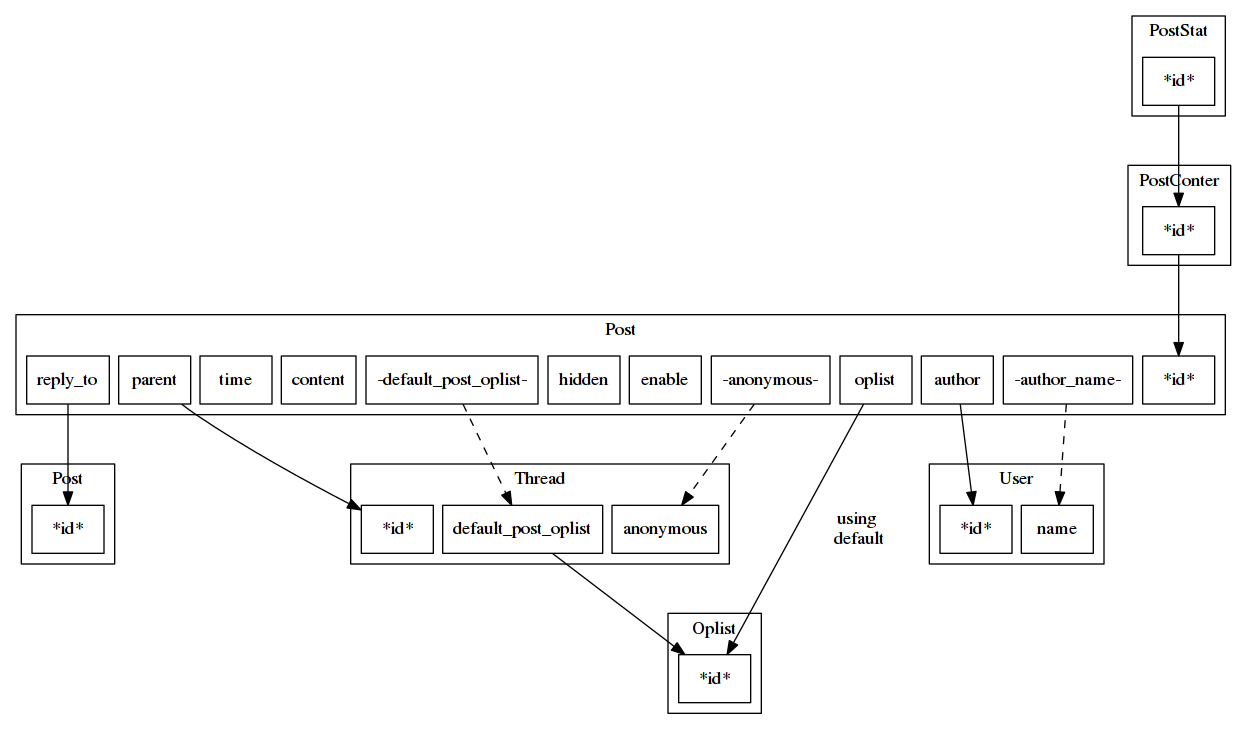 PostStat
*id*
PostConter
*id*
Post
reply_to parent time content -default_post_oplist- hidden enable -anonymous- oplist author -author_name- *id*
Post Thread User
*id* *id* default_post_oplist anonymous *id* name
using
default
Oplist
*id*